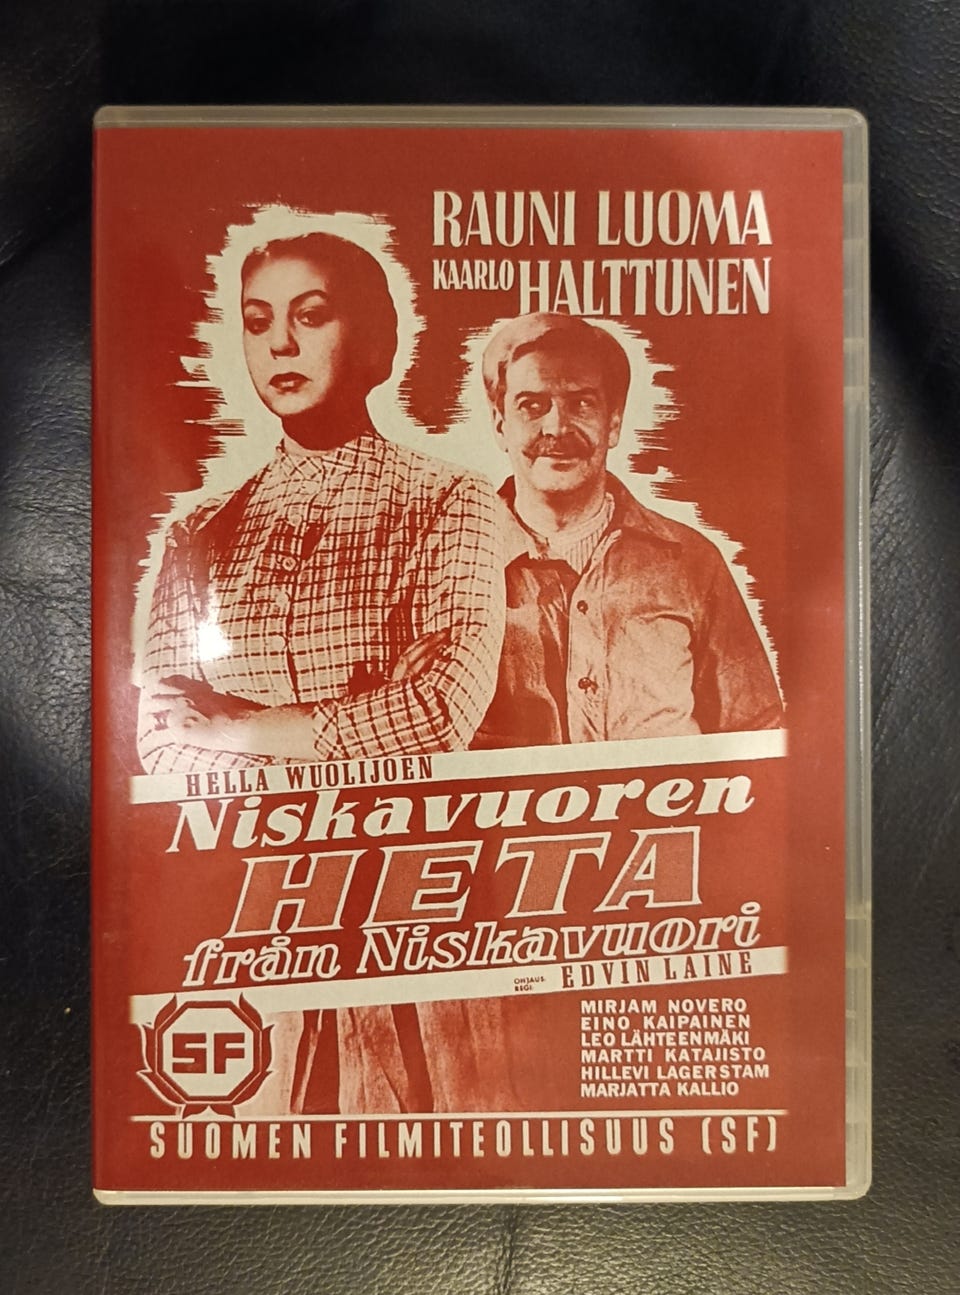 RAUNI LUOMA
KAARLO HALTTUNEN
HELLA WUOLIJOEN
Niskavuoren
HETA
från Niskavuori
OHJAUS:
REGI:
EDVIN LAINE
MIRJAM NOVERO
EINO KAIPAINEN
LEO LÄHTEENMÄKI
MARTTI KATAJISTO
HILLEVI LAGERSTAM
MARJATTA KALLIO
SF
SUOMEN FILMITEOLLISUUS (SF)